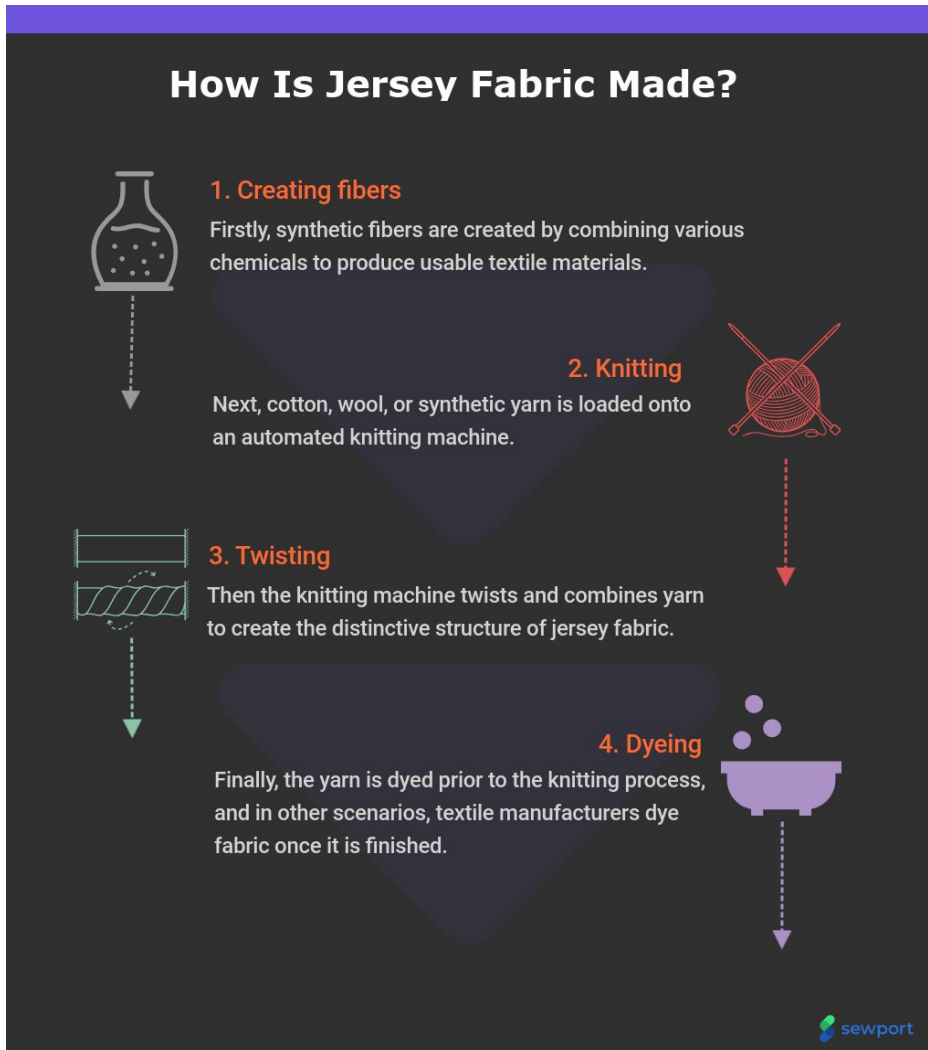 How Is Jersey Fabric Made?
1. Creating fibers
Firstly, synthetic fibers are created by combining various
chemicals to produce usable textile materials.
2. Knitting
Next, cotton, wool, or synthetic yarn is loaded onto
an automated knitting machine.
3. Twisting
Then the knitting machine twists and combines yarn
to create the distinctive structure of jersey fabric.
4. Dyeing
Finally, the yarn is dyed prior to the knitting process,
and in other scenarios, textile manufacturers dye
fabric once it is finished.
sewport